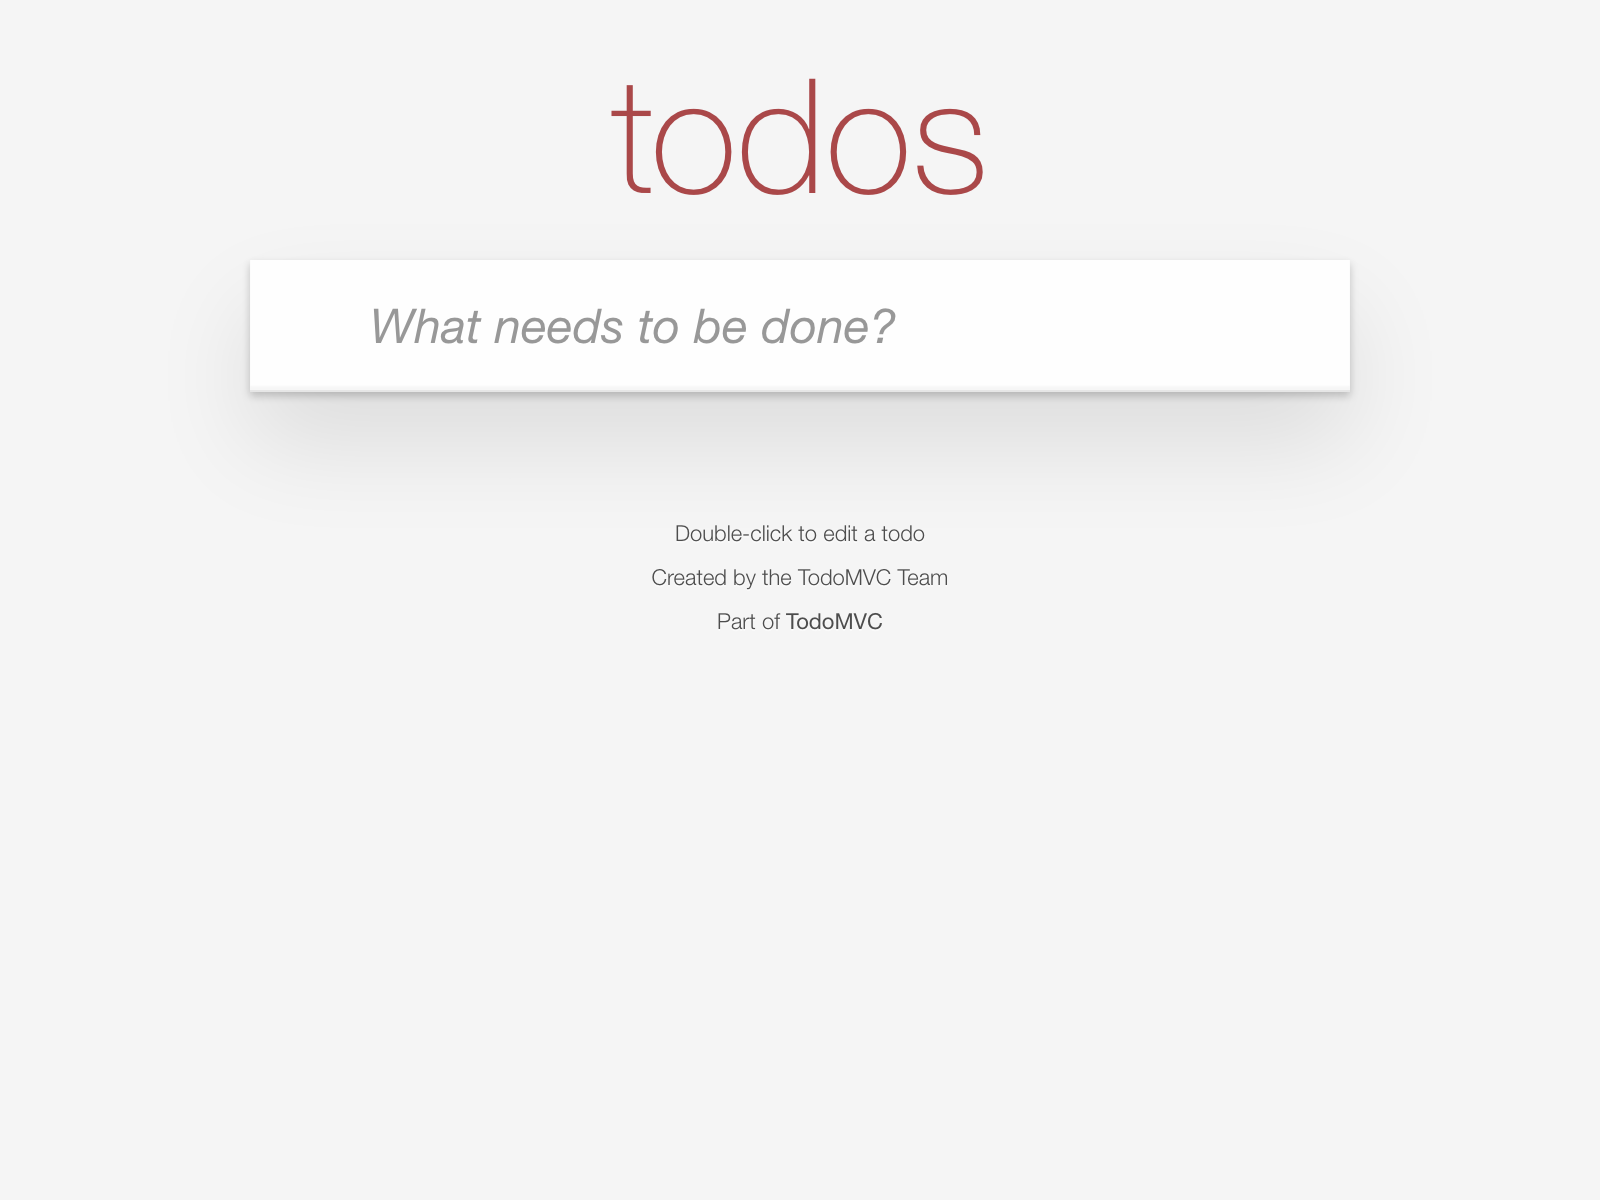 todos
What needs to be done?
Double-click to edit a todo
Created by the TodoMVC Team
Part of TodoMVC